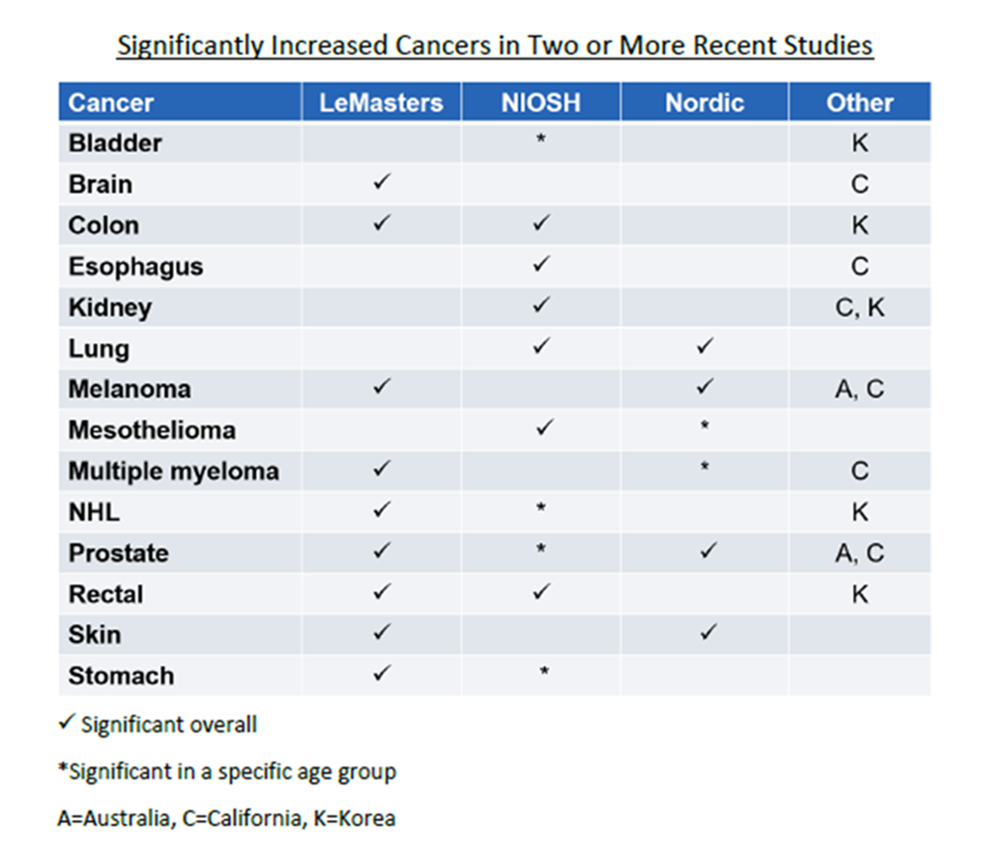 Significantly Increased Cancers in Two or More Recent Studies
Cancer LeMasters NIOSH Nordic Other
Bladder * K
Brain ✓ C
Colon ✓ ✓ K
Esophagus ✓ C
Kidney ✓ C, K
Lung ✓ ✓
Melanoma ✓ ✓ A, C
Mesothelioma ✓ *
Multiple myeloma ✓ * C
NHL ✓ * K
Prostate ✓ * ✓ A, C
Rectal ✓ ✓ K
Skin ✓ ✓
Stomach ✓ *
✓ Significant overall
*Significant in a specific age group
A=Australia, C=California, K=Korea